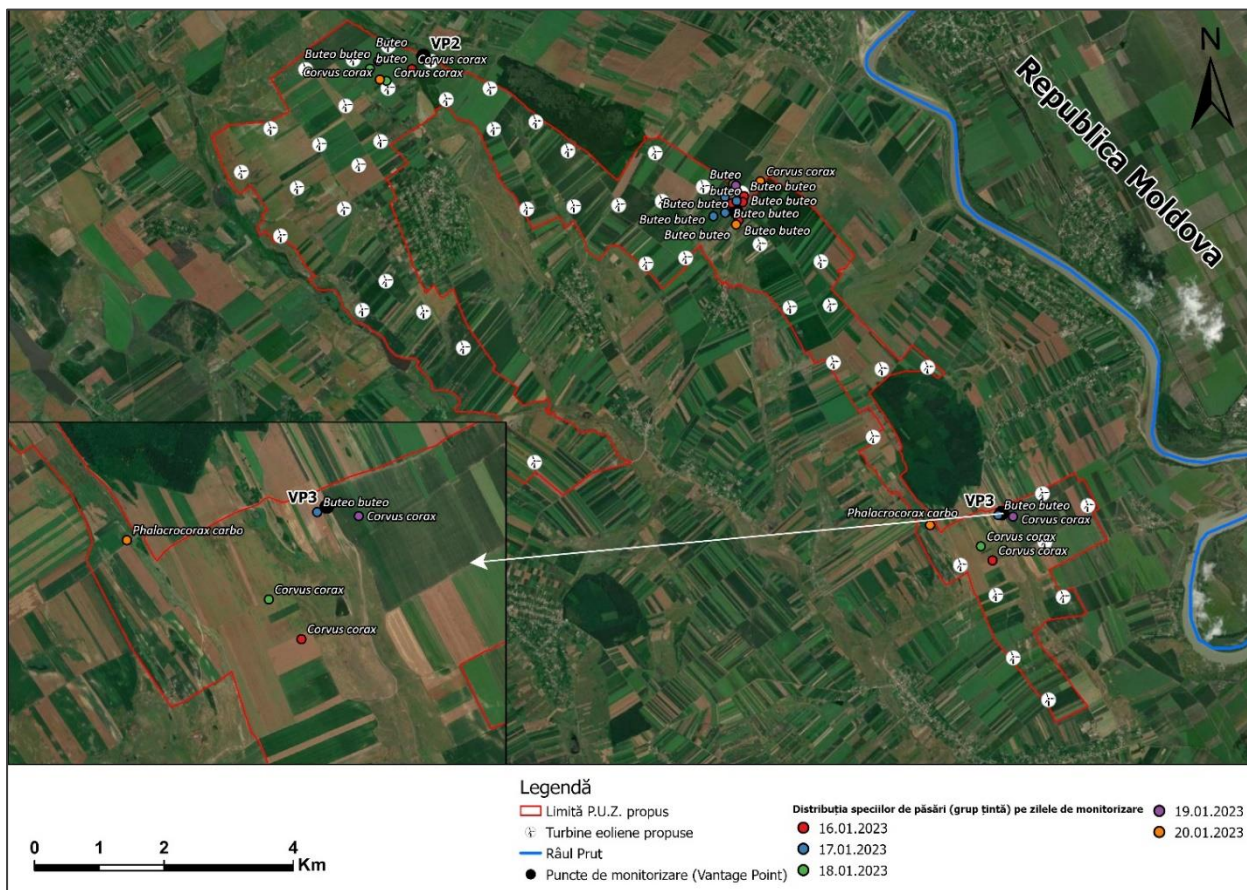 N
Republica Moldova
Buteo
buteo
VP2
Buteo buteo
Corvus corax
Corvus corax
Corvus corax
Buteo
buteo
Corvus corax
Buteo buteo
Buteo buteo
Buteo buteo
Buteo buteo
Buteo buteo
Buteo buteo
Buteo buteo
VP3
Buteo buteo
Phalacrocorax carbo
Corvus corax
Corvus corax
Corvus corax
VP3
Buteo buteo
Corvus corax
Phalacrocorax carbo
Corvus corax
Corvus corax
Legendă
Limită P.U.Z. propus
Turbine eoliene propuse
Râul Prut
Puncte de monitorizare (Vantage Point)
Distribuția speciilor de păsări (grup țintă) pe zilele de monitorizare
16.01.2023
17.01.2023
18.01.2023
19.01.2023
20.01.2023
0 1 2 4
Km